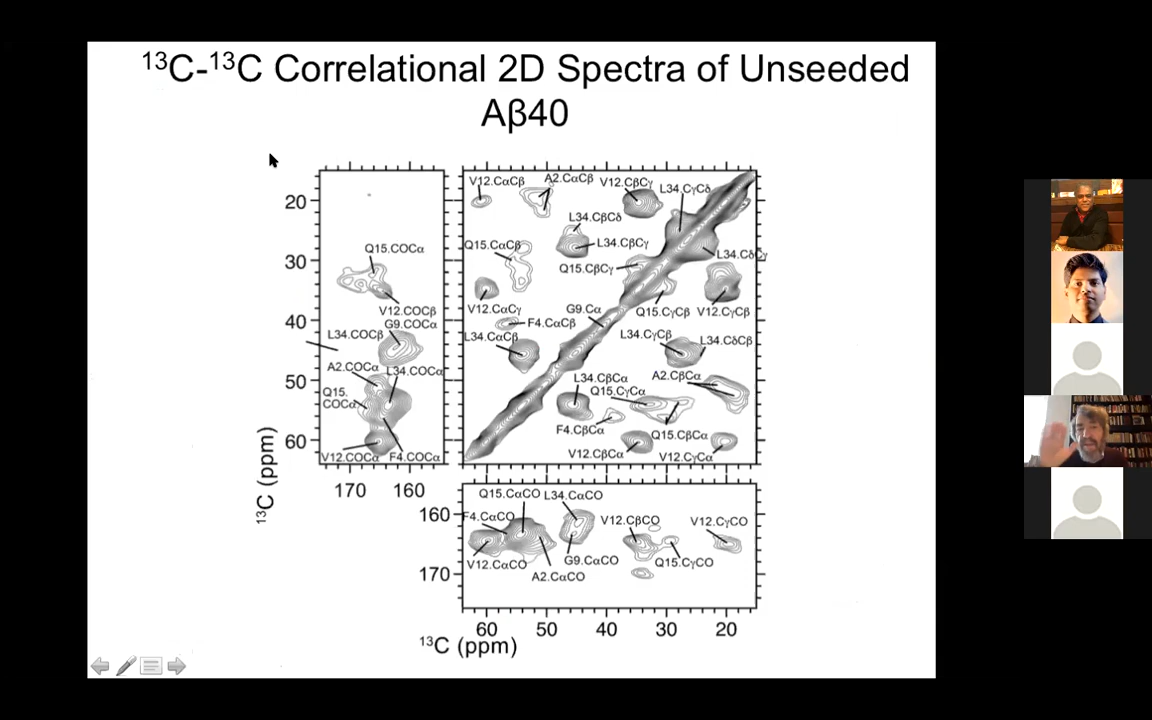 ¹³C-¹³C Correlational 2D Spectra of Unseeded
Aβ40
V12.CαCβ
A2.CαCβ
V12.CβCγ
L34.CγCδ
20
L34.CβCδ
Q15.COCα
Q15.CαCβ
L34.CβCγ
L34.CδCγ
30
Q15.CβCγ
V12.COCβ
V12.CαCγ
G9.Cα
Q15.CγCβ
V12.CγCβ
40
G9.COCα
F4.CαCβ
L34.COCβ
L34.CαCβ
L34.CγCβ
L34.CδCβ
A2.COCα
L34.COCα
L34.CβCα
A2.CβCα
50
Q15.
COCα
Q15.CγCα
F4.CβCα
Q15.CβCα
60
V12.COCα
F4.COCα
V12.CβCα
V12.CγCα
¹³C (ppm)
170 160
Q15.CαCO
L34.CαCO
160
F4.CαCO
V12.CβCO
V12.CγCO
V12.CαCO
G9.CαCO
Q15.CγCO
170
A2.CαCO
60 50 40 30 20
¹³C (ppm)